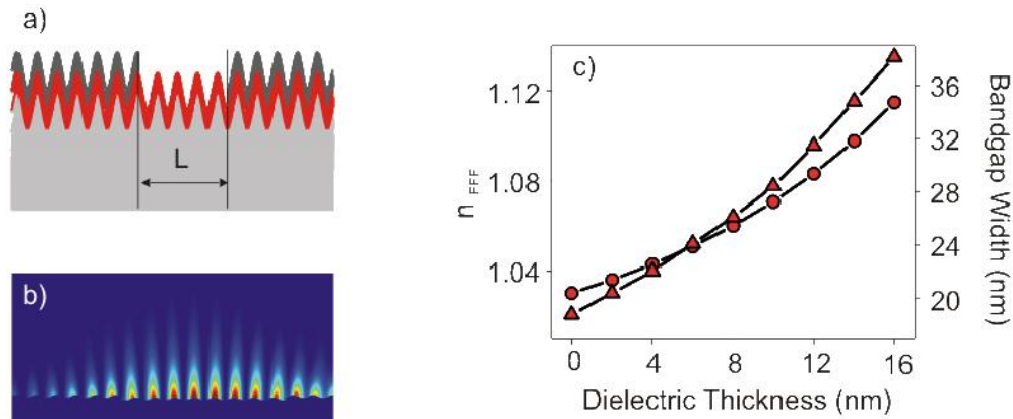 a)
L
b)
c)
n FFF
1.12
1.08
1.04
36
32
28
24
20
Bandgap Width (nm)
0 4 8 12 16
Dielectric Thickness (nm)